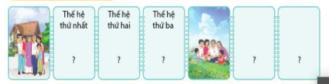 Thế hệ
thứ nhất
?
Thế hệ
thứ hai
?
Thế hệ
thứ ba
?
?
?